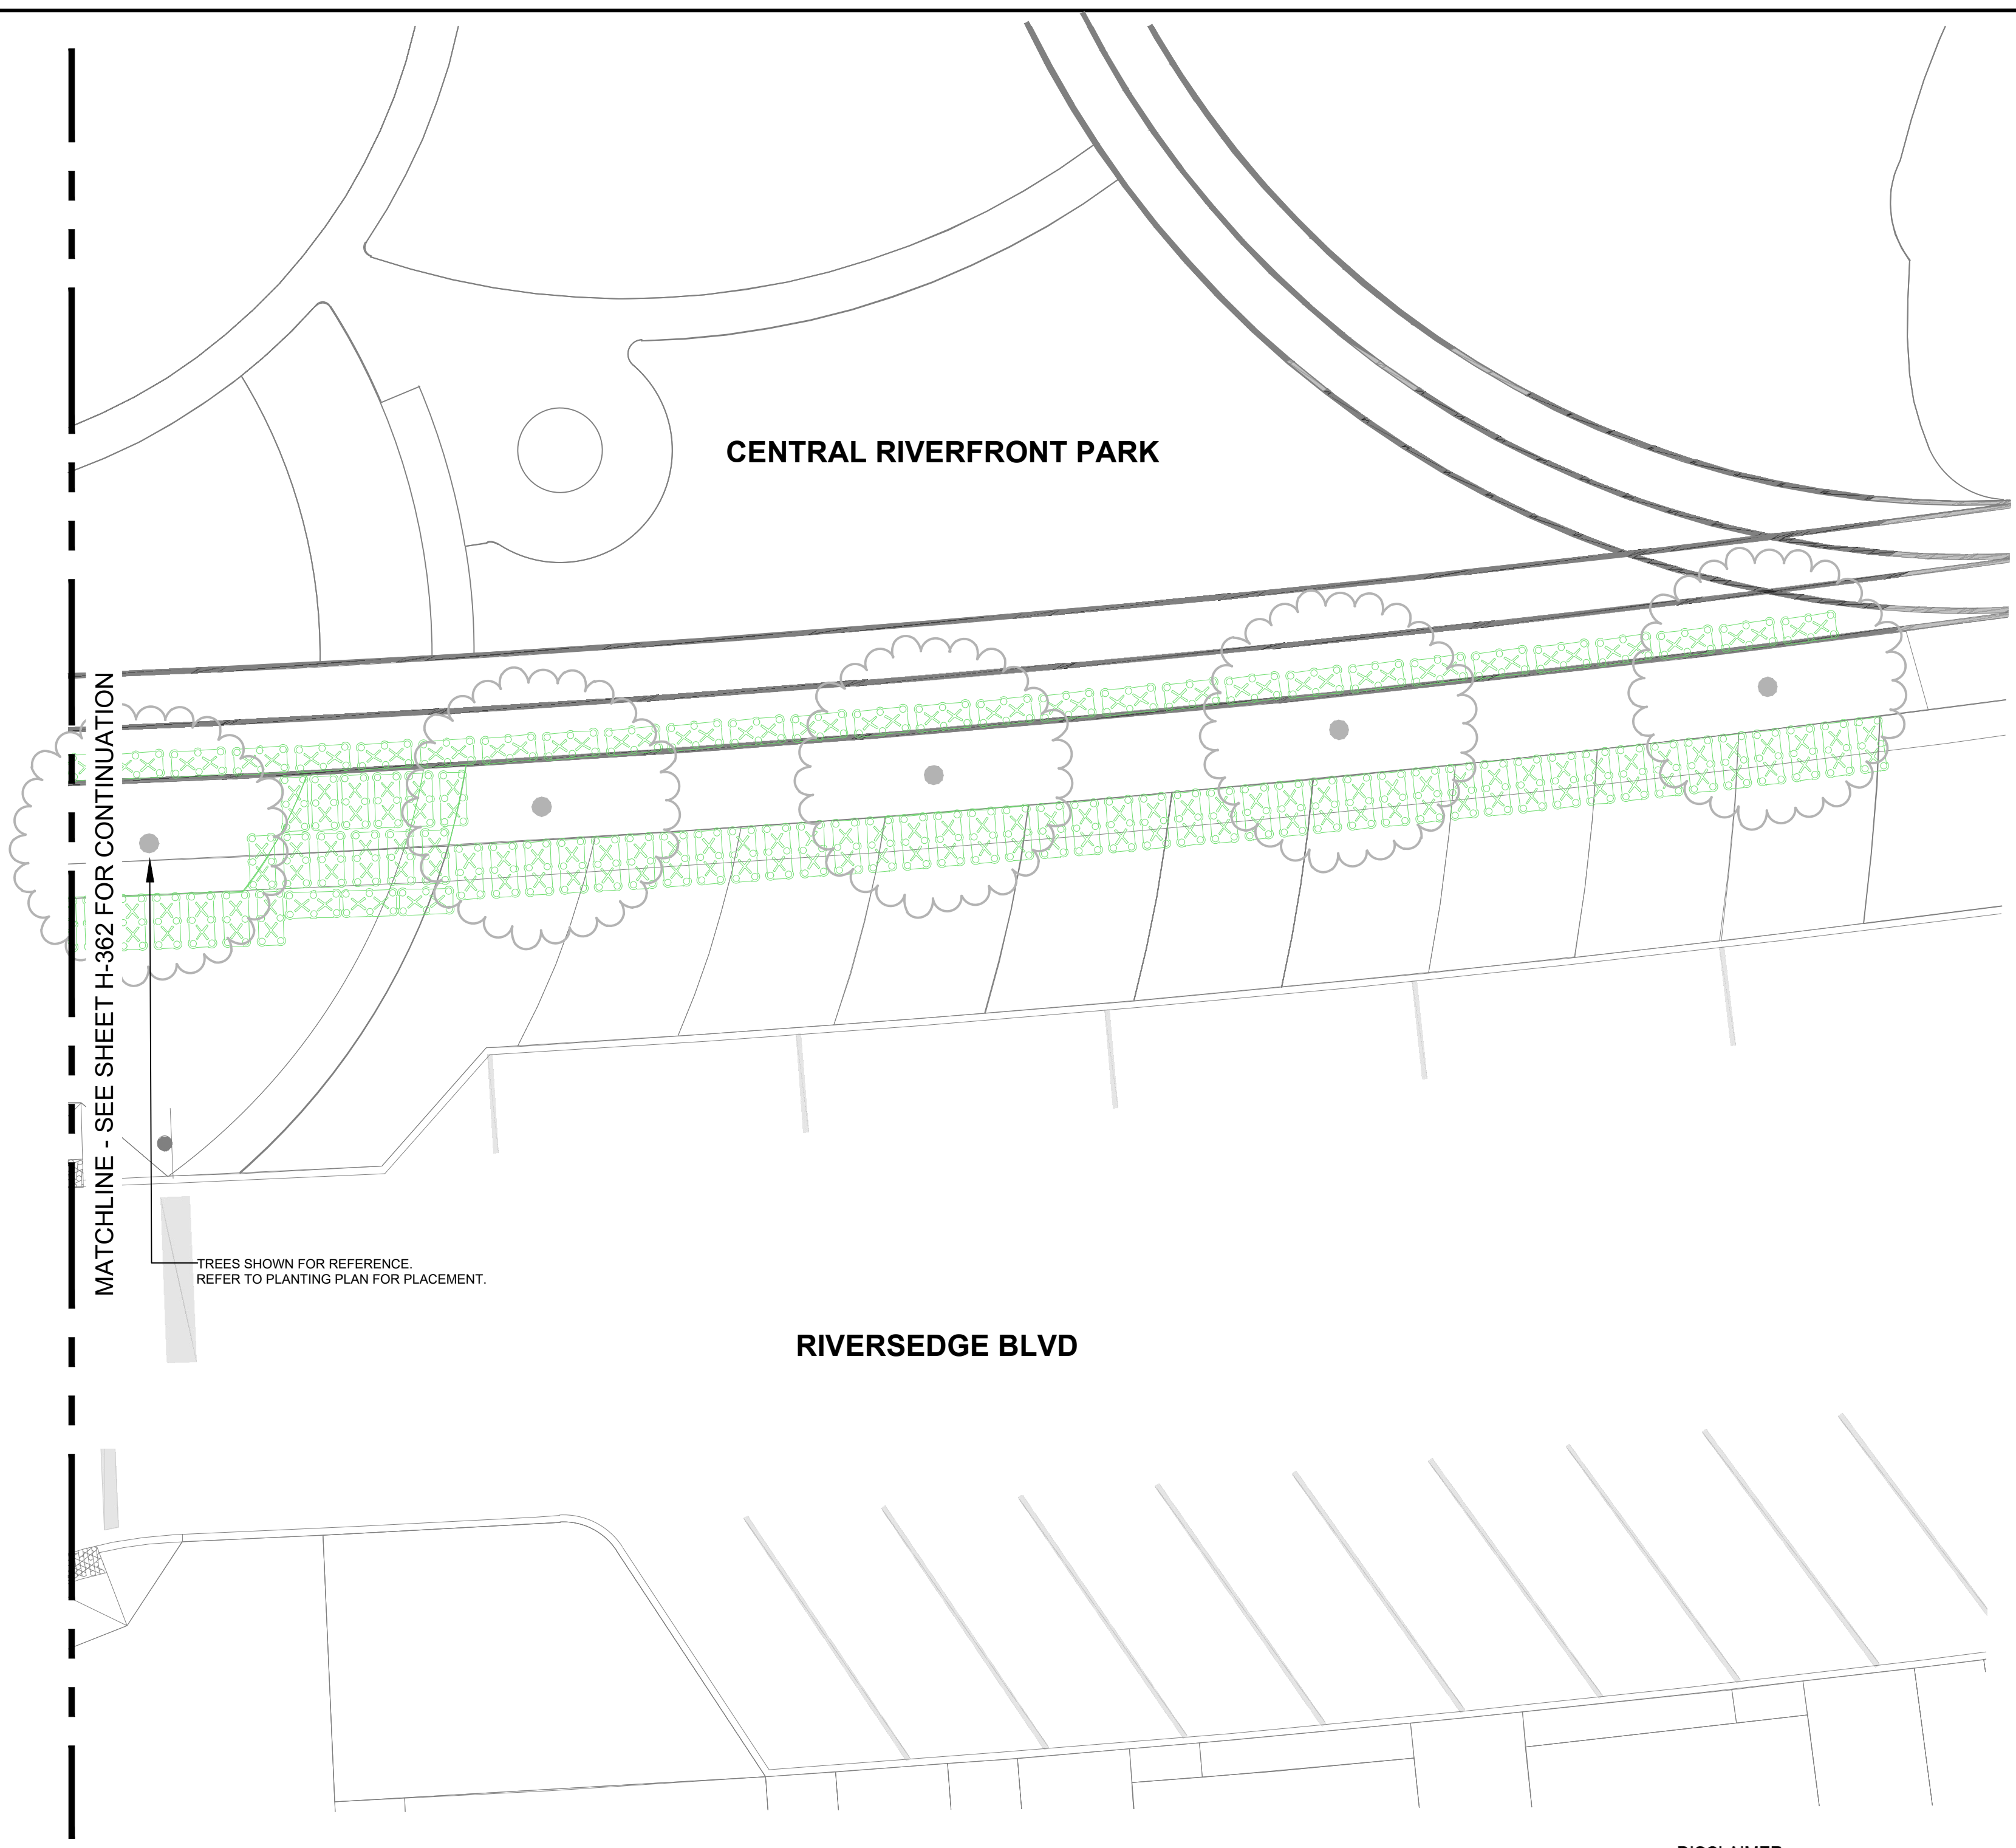 CENTRAL RIVERFRONT PARK
MATCHLINE - SEE SHEET H-362 FOR CONTINUATION
TREES SHOWN FOR REFERENCE.
REFER TO PLANTING PLAN FOR PLACEMENT.
RIVERSEDGE BLVD